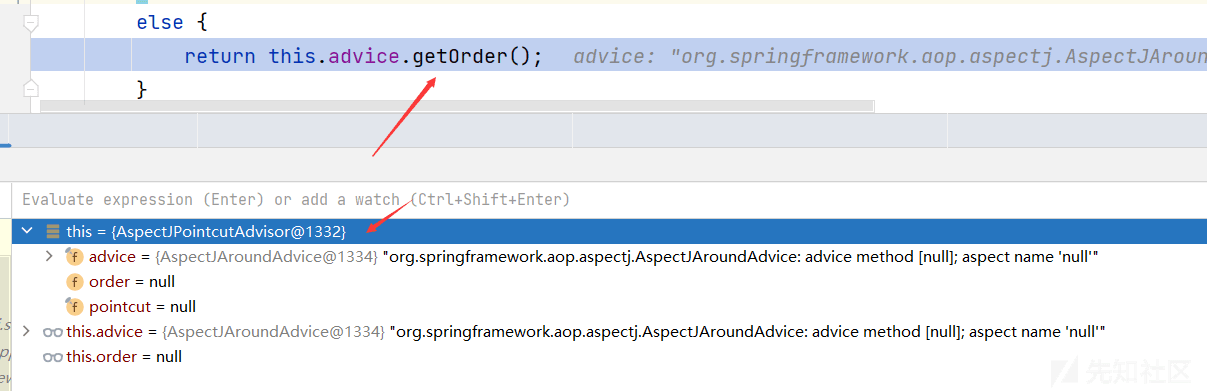 else {
return this.advice.getOrder(); advice: "org.springframework.aop.aspectj.AspectJAroun
}
Evaluate expression (Enter) or add a watch (Ctrl+Shift+Enter)
this = {AspectJPointcutAdvisor@1332}
advice = {AspectJAroundAdvice@1334} "org.springframework.aop.aspectj.AspectJAroundAdvice: advice method [null]; aspect name 'null'"
order = null
pointcut = null
this.advice = {AspectJAroundAdvice@1334} "org.springframework.aop.aspectj.AspectJAroundAdvice: advice method [null]; aspect name 'null'"
this.order = null
先知社区